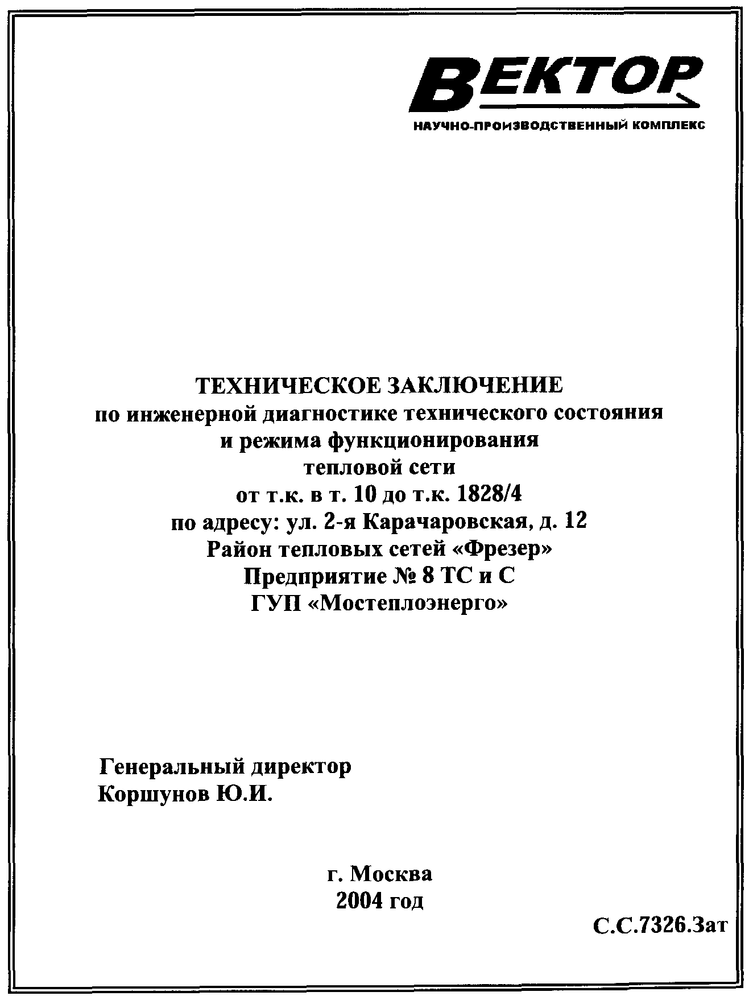 ВЕКТОР
НАУЧНО-ПРОИЗВОДСТВЕННЫЙ КОМПЛЕКС
ТЕХНИЧЕСКОЕ ЗАКЛЮЧЕНИЕ
по инженерной диагностике технического состояния
и режима функционирования
тепловой сети
от т.к. в т. 10 до т.к. 1828/4
по адресу: ул. 2-я Карачаровская, д. 12
Район тепловых сетей «Фрезер»
Предприятие № 8 ТС и С
ГУП «Мостеплоэнерго»
Генеральный директор
Коршунов Ю.И.
г. Москва
2004 год
С.С.7326.Зат